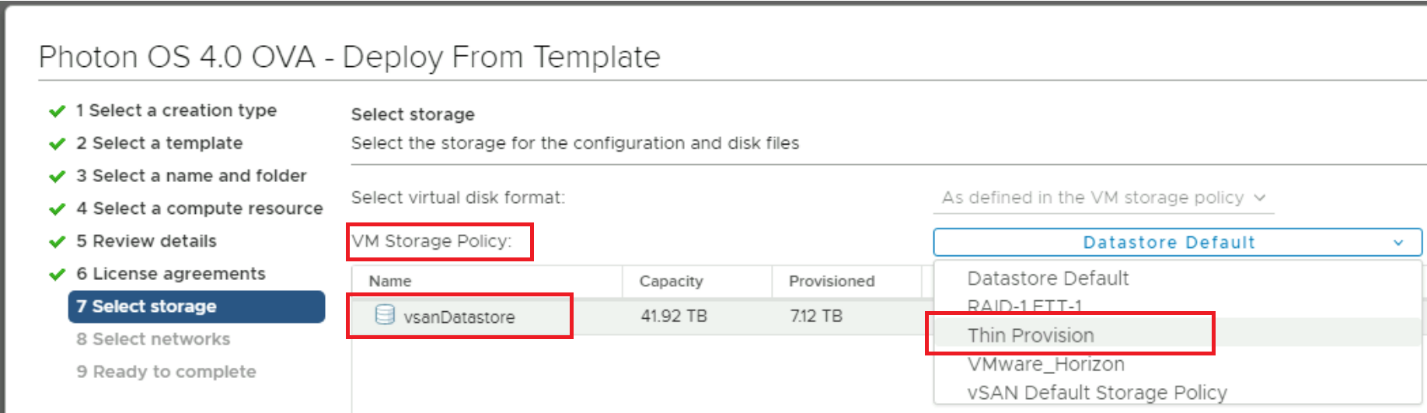 Photon OS 4.0 OVA - Deploy From Template
1 Select a creation type
2 Select a template
3 Select a name and folder
4 Select a compute resource
5 Review details
6 License agreements
7 Select storage
8 Select networks
9 Ready to complete
Select storage
Select the storage for the configuration and disk files
Select virtual disk format: As defined in the VM storage policy
VM Storage Policy: Datastore Default
Name Capacity Provisioned
vsanDatastore 41.92 TB 7.12 TB
Datastore Default
RAID-1 FTT-1
Thin Provision
VMware_Horizon
vSAN Default Storage Policy